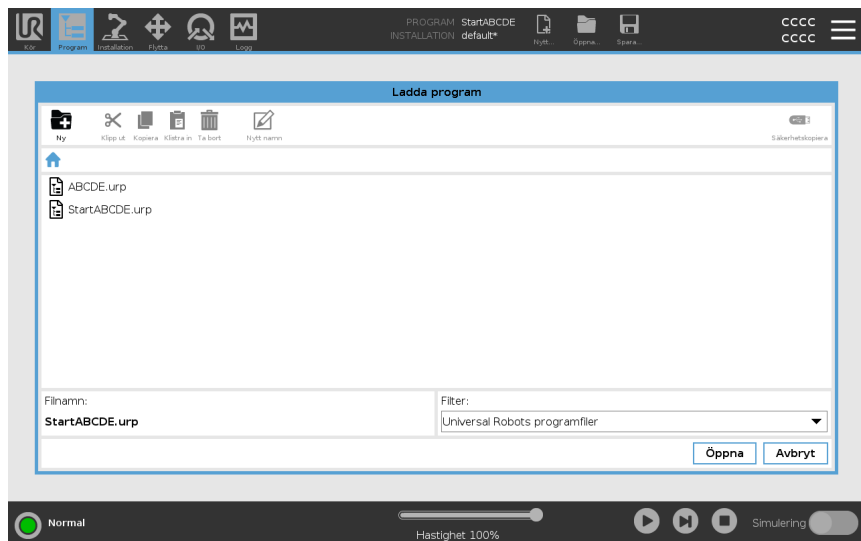 PROGRAM StartABCDE
INSTALLATION default*
CCCC
CCCC
Kör Program Installation Flytta I/O Logg Nytt... Öppna... Spara...
Ladda program
Ny Klipp ut Kopiera Klistra in Ta bort Nytt namn Säkerhetskopiera
ABCDE.urp
StartABCDE.urp
Filnamn: Filter:
StartABCDE.urp Universal Robots programfiler
Öppna Avbryt
Normal Hastighet 100% Simulering